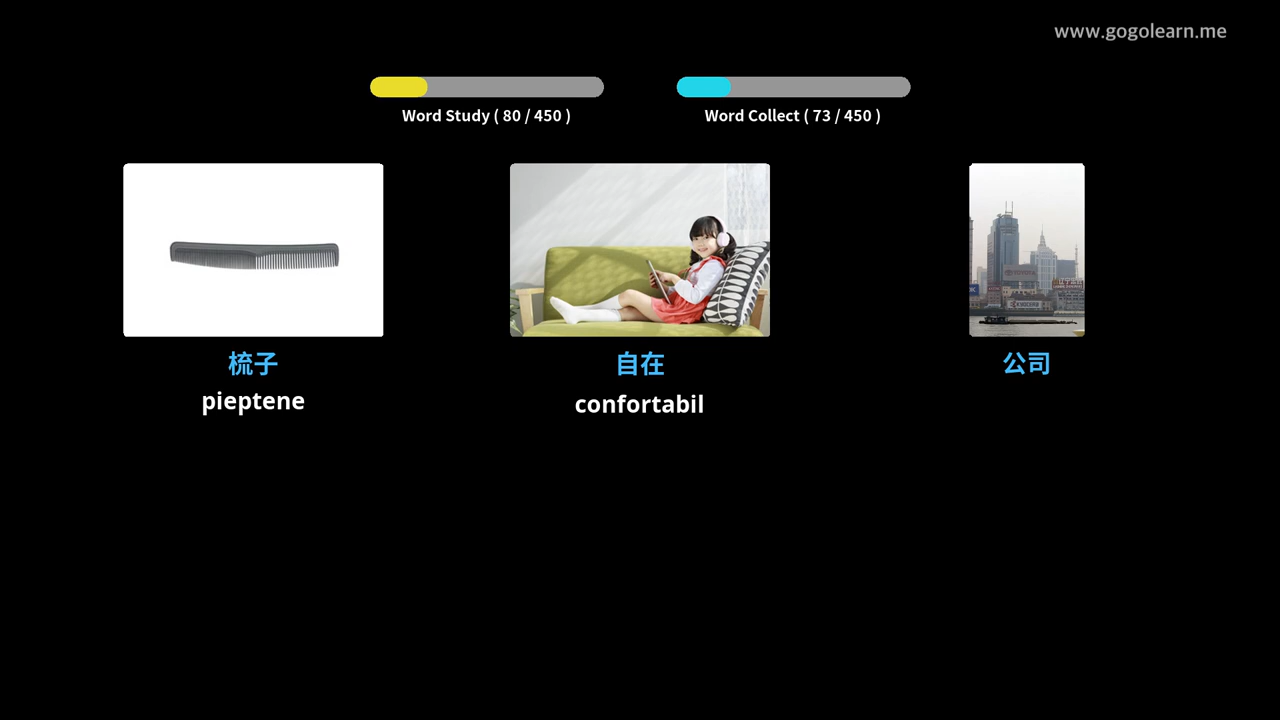 www.gogolearn.me
Word Study ( 80 / 450 )
Word Collect ( 73 / 450 )
TOYOTA
梳子
自在
公司
pieptene
confortabil